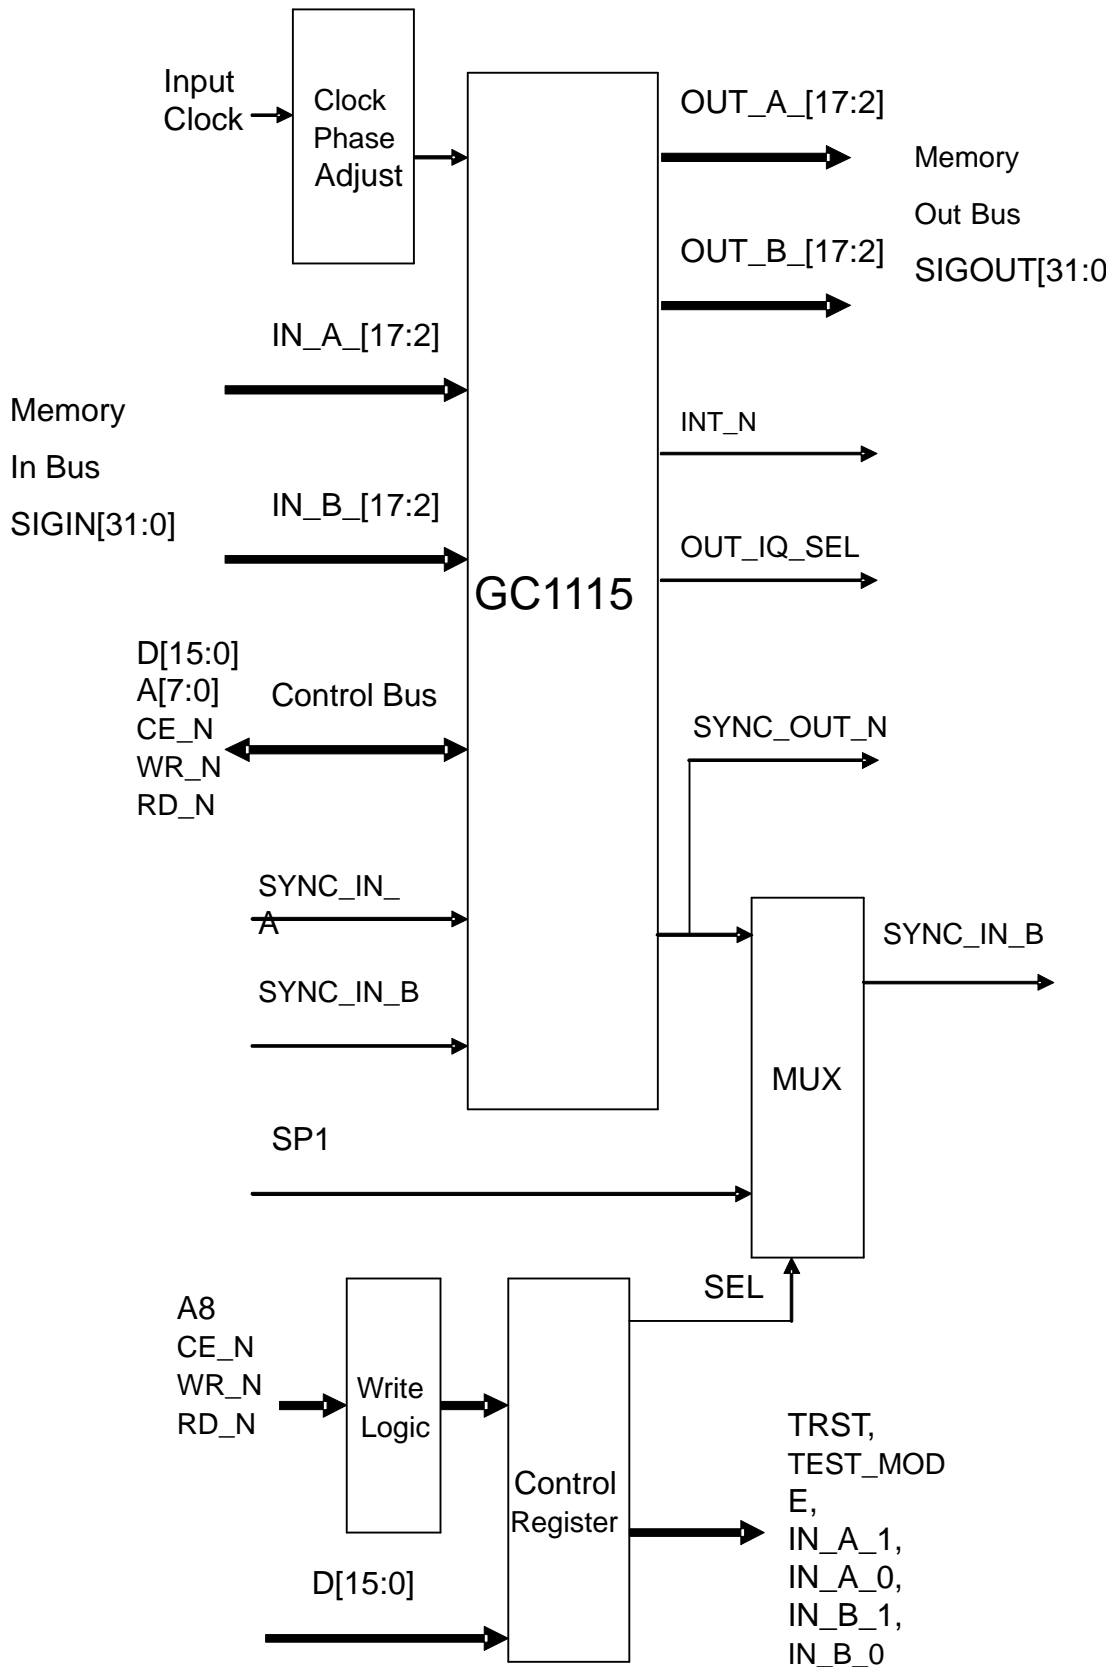 Input
Clock
Clock
Phase
Adjust
OUT_A_[17:2]
Memory
Out Bus
SIGOUT[31:0
OUT_B_[17:2]
IN_A_[17:2]
Memory
In Bus
SIGIN[31:0]
IN_B_[17:2]
INT_N
OUT_IQ_SEL
GC1115
D[15:0]
A[7:0]
CE_N
WR_N
RD_N
Control Bus
SYNC_OUT_N
SYNC_IN_
A
SYNC_IN_B
SYNC_IN_B
MUX
SP1
SEL
A8
CE_N
WR_N
RD_N
Write
Logic
Control
Register
D[15:0]
TRST,
TEST_MOD
E,
IN_A_1,
IN_A_0,
IN_B_1,
IN_B_0